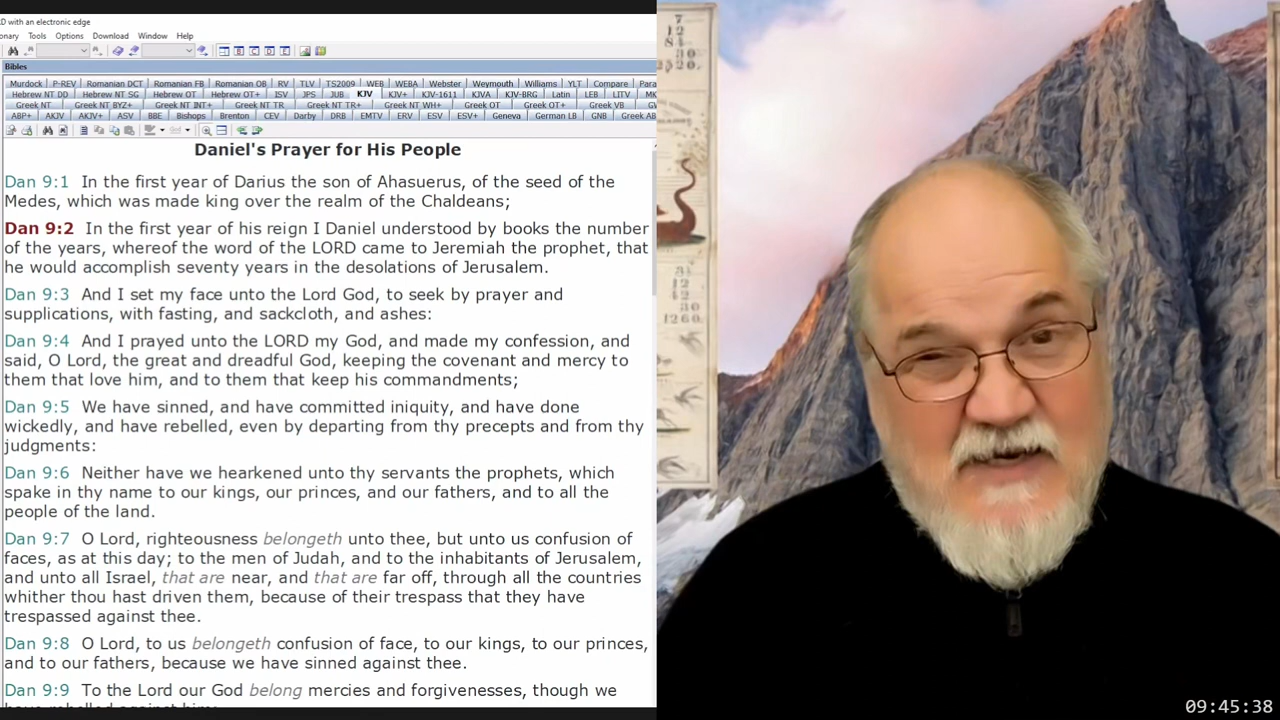 RD with an electronic edge
onary Tools Options Download Window Help
Bibles
Murdock P-REV Romanian DCT Romanian FB Romanian OB RV TLV TS2009 WEB WEBA Webster Weymouth Williams YLT Compare Para
Hebrew NT DD Hebrew NT SG Hebrew OT Hebrew OT+ ISV JPS JUB KJV KJV+ KJV-1611 KJVA KJV-BRG Latin LEB LITV MK
Greek NT Greek NT BYZ+ Greek NT INT+ Greek NT TR Greek NT TR+ Greek NT WH+ Greek OT Greek OT+ Greek VB GW
ABP+ AKJV AKJV+ ASV BBE Bishops Brenton CEV Darby DRB EMTV ERV ESV ESV+ Geneva German LB GNB Greek AB
Daniel's Prayer for His People
Dan 9:1 In the first year of Darius the son of Ahasuerus, of the seed of the
Medes, which was made king over the realm of the Chaldeans;
Dan 9:2 In the first year of his reign I Daniel understood by books the number
of the years, whereof the word of the LORD came to Jeremiah the prophet, that
he would accomplish seventy years in the desolations of Jerusalem.
Dan 9:3 And I set my face unto the Lord God, to seek by prayer and
supplications, with fasting, and sackcloth, and ashes:
Dan 9:4 And I prayed unto the LORD my God, and made my confession, and
said, O Lord, the great and dreadful God, keeping the covenant and mercy to
them that love him, and to them that keep his commandments;
Dan 9:5 We have sinned, and have committed iniquity, and have done
wickedly, and have rebelled, even by departing from thy precepts and from thy
judgments:
Dan 9:6 Neither have we hearkened unto thy servants the prophets, which
spake in thy name to our kings, our princes, and our fathers, and to all the
people of the land.
Dan 9:7 O Lord, righteousness belongeth unto thee, but unto us confusion of
faces, as at this day; to the men of Judah, and to the inhabitants of Jerusalem,
and unto all Israel, that are near, and that are far off, through all the countries
whither thou hast driven them, because of their trespass that they have
trespassed against thee.
Dan 9:8 O Lord, to us belongeth confusion of face, to our kings, to our princes,
and to our fathers, because we have sinned against thee.
Dan 9:9 To the Lord our God belong mercies and forgivenesses, though we
7
12
84
30
2520.
12
30
1260.
09:45:38